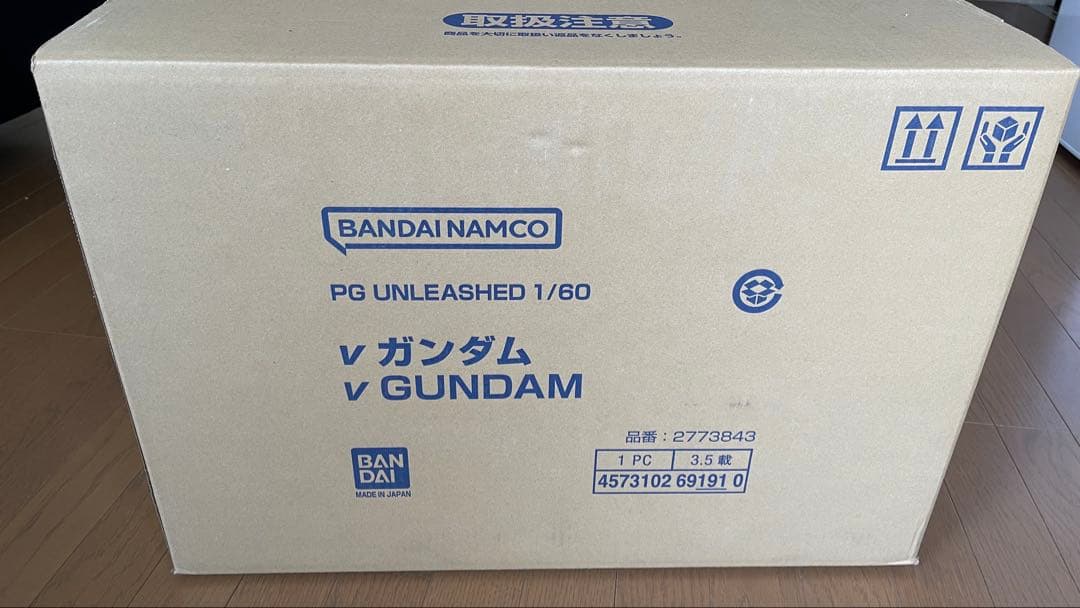 取扱注意
商品を大切に取扱い返品をなくしましょう。
BANDAI NAMCO
PG UNLEASHED 1/60
ν ガンダム
ν GUNDAM
品番：2773843
1 PC 3.5 載
4573102 69191 0
BAN
DAI
MADE IN JAPAN